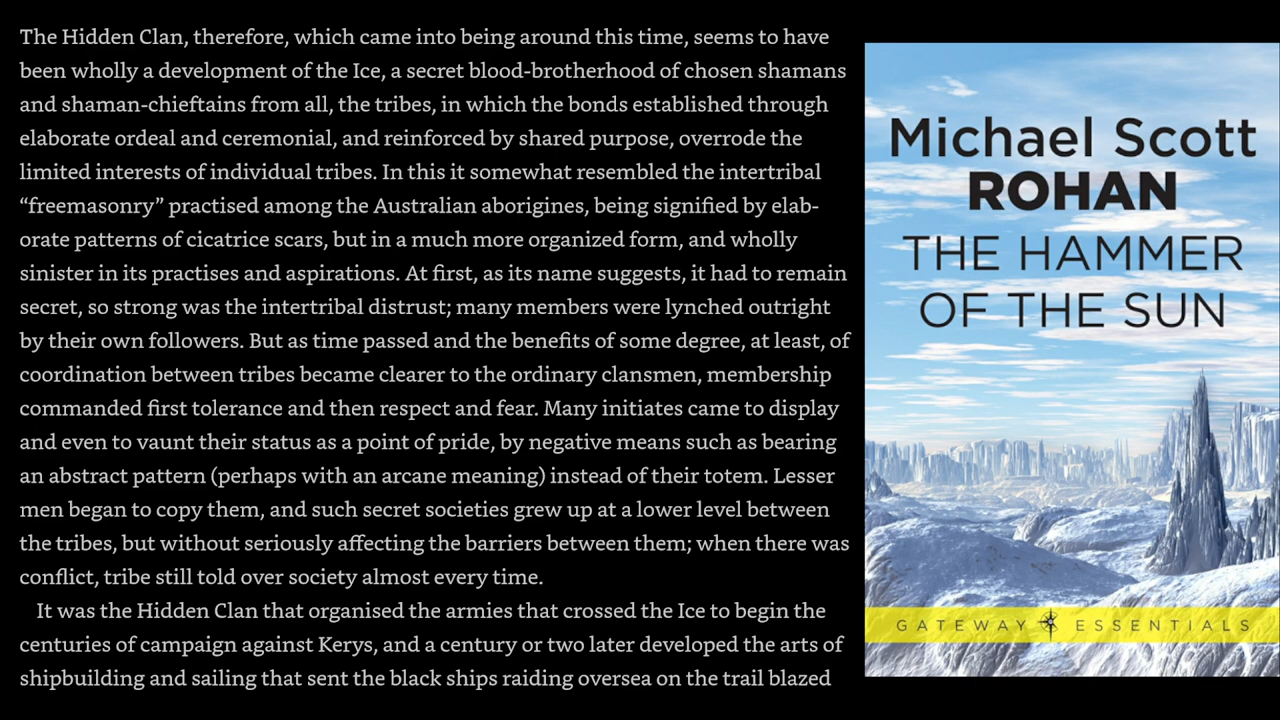 The Hidden Clan, therefore, which came into being around this time, seems to have
been wholly a development of the Ice, a secret blood-brotherhood of chosen shamans
and shaman-chieftains from all, the tribes, in which the bonds established through
elaborate ordeal and ceremonial, and reinforced by shared purpose, overrode the
limited interests of individual tribes. In this it somewhat resembled the intertribal
“freemasonry” practised among the Australian aborigines, being signified by elab-
orate patterns of cicatrice scars, but in a much more organized form, and wholly
sinister in its practises and aspirations. At first, as its name suggests, it had to remain
secret, so strong was the intertribal distrust; many members were lynched outright
by their own followers. But as time passed and the benefits of some degree, at least, of
coordination between tribes became clearer to the ordinary clansmen, membership
commanded first tolerance and then respect and fear. Many initiates came to display
and even to vaunt their status as a point of pride, by negative means such as bearing
an abstract pattern (perhaps with an arcane meaning) instead of their totem. Lesser
men began to copy them, and such secret societies grew up at a lower level between
the tribes, but without seriously affecting the barriers between them; when there was
conflict, tribe still told over society almost every time.
It was the Hidden Clan that organised the armies that crossed the Ice to begin the
centuries of campaign against Kerys, and a century or two later developed the arts of
shipbuilding and sailing that sent the black ships raiding oversea on the trail blazed
Michael Scott
ROHAN
THE HAMMER
OF THE SUN
GATEWAY ESSENTIALS